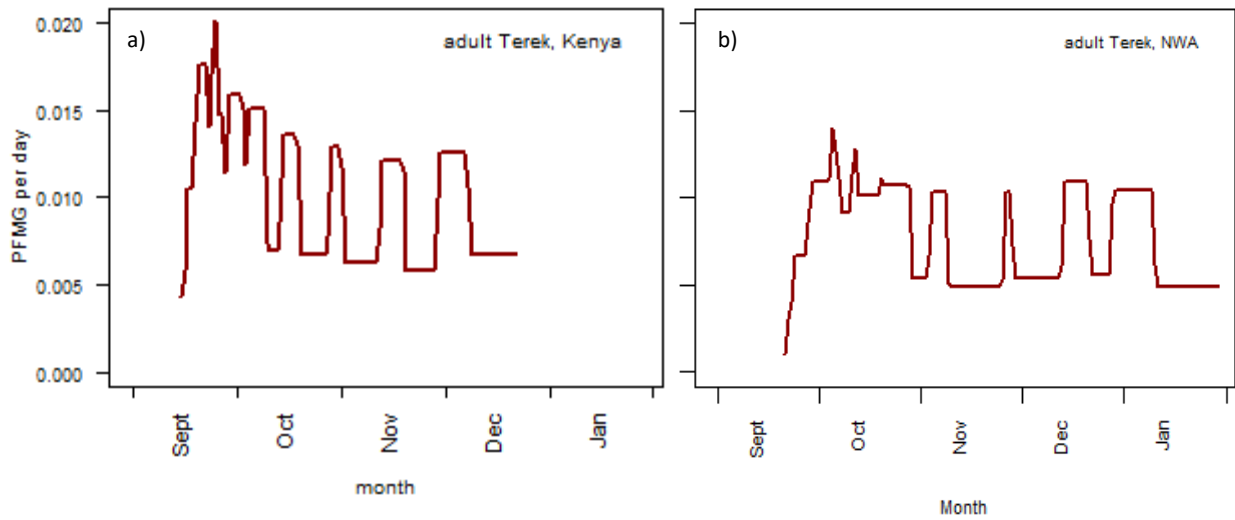 a)
adult Terek, Kenya
PFMG per day
0.020
0.015
0.010
0.005
0.000
Sept
Oct
Nov
Dec
Jan
month
b)
adult Terek, NWA
Sept
Oct
Nov
Dec
Jan
Month